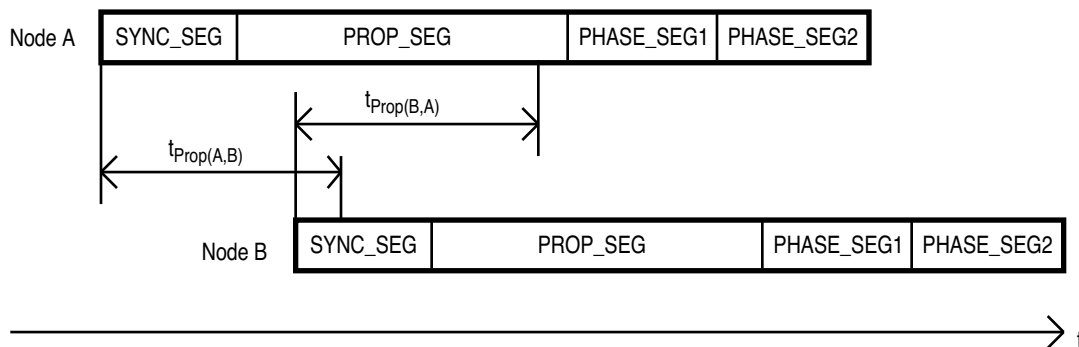 Node A SYNC_SEG PROP_SEG PHASE_SEG1 PHASE_SEG2
tProp(B,A)
tProp(A,B)
Node B SYNC_SEG PROP_SEG PHASE_SEG1 PHASE_SEG2
t